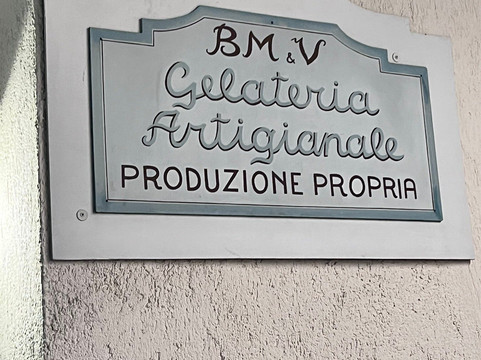 BM & V
Gelateria
Artigianale
PRODUZIONE PROPRIA